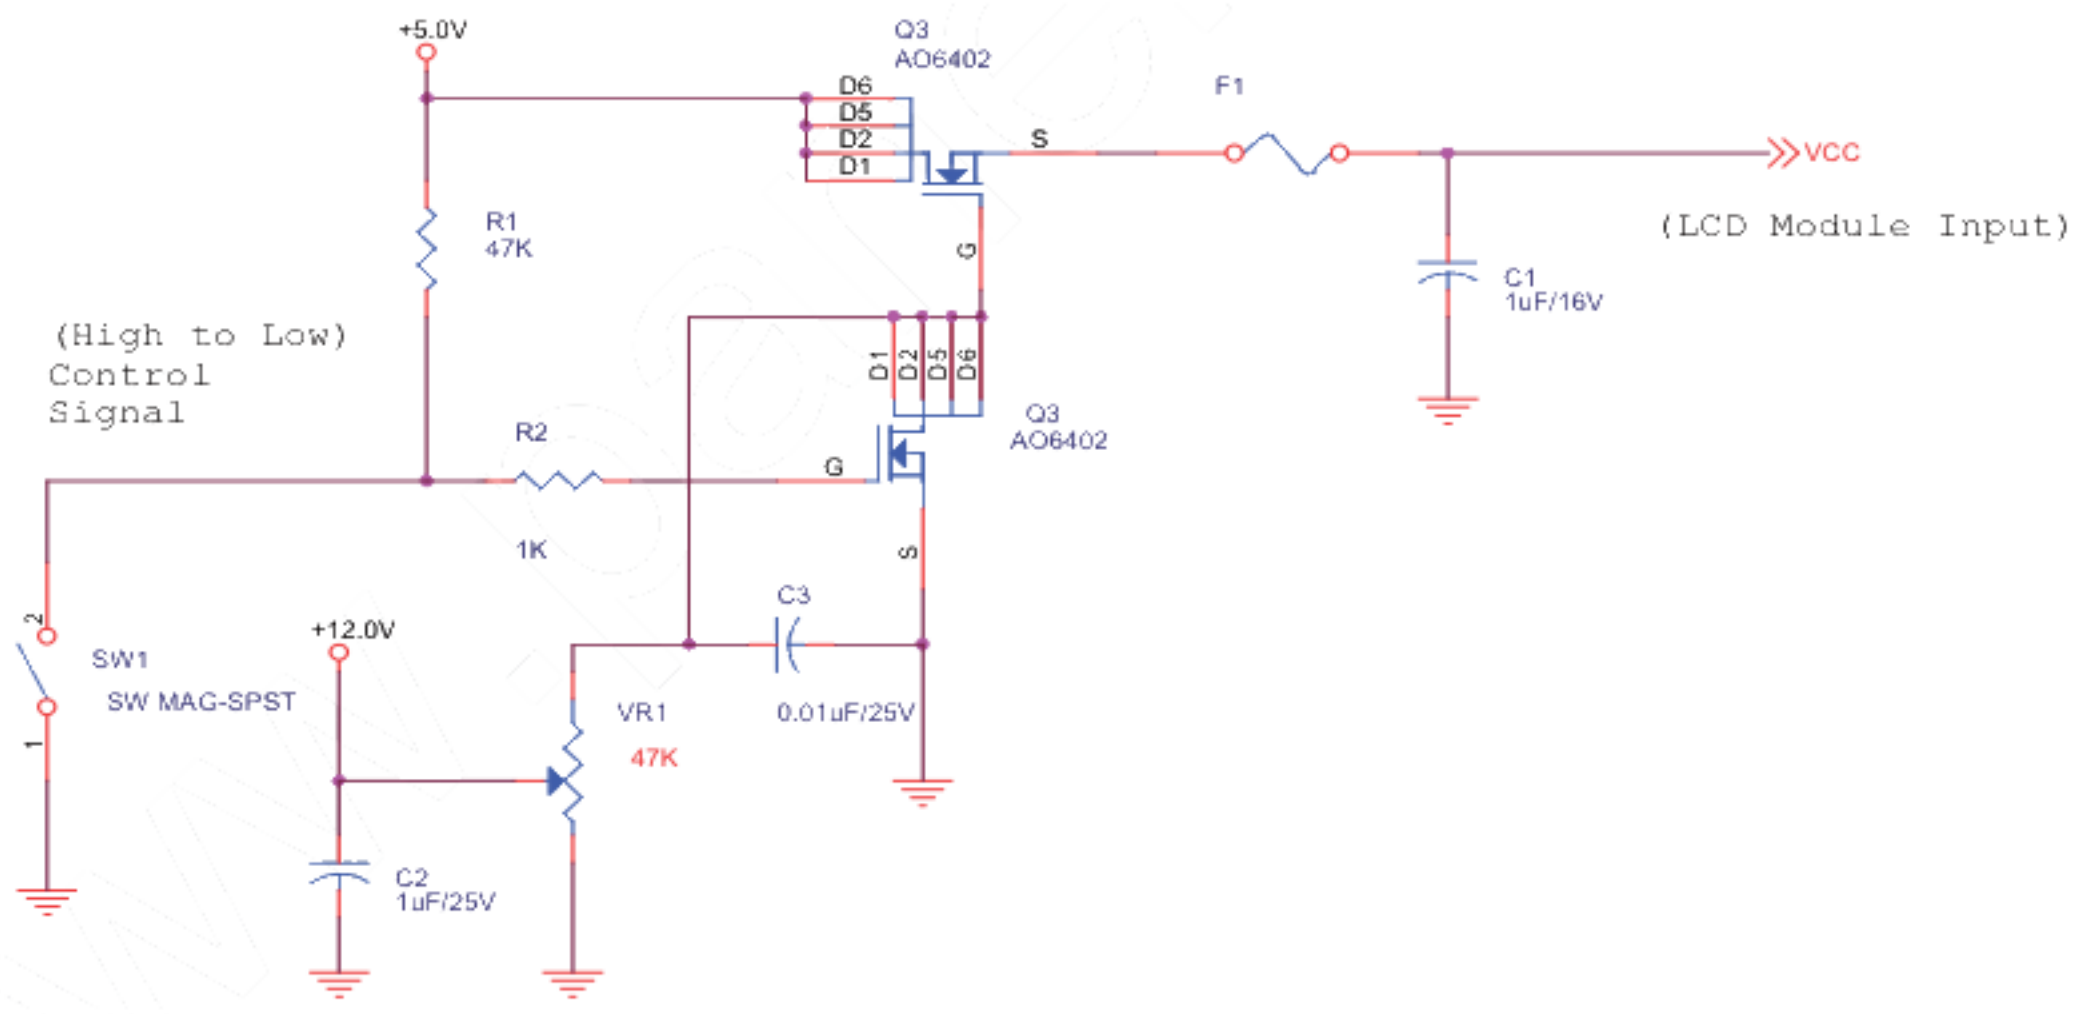 +5.0V
Q3
AO6402
F1
D6
D5
D2
D1
S
VCC
R1
47K
G
(LCD Module Input)
C1
1uF/16V
(High to Low)
Control
Signal
D1
D2
D5
D6
Q3
AO6402
R2
G
1K
S
C3
2
+12.0V
SW1
SW MAG-SPST
VR1
0.01uF/25V
1
47K
C2
1uF/25V